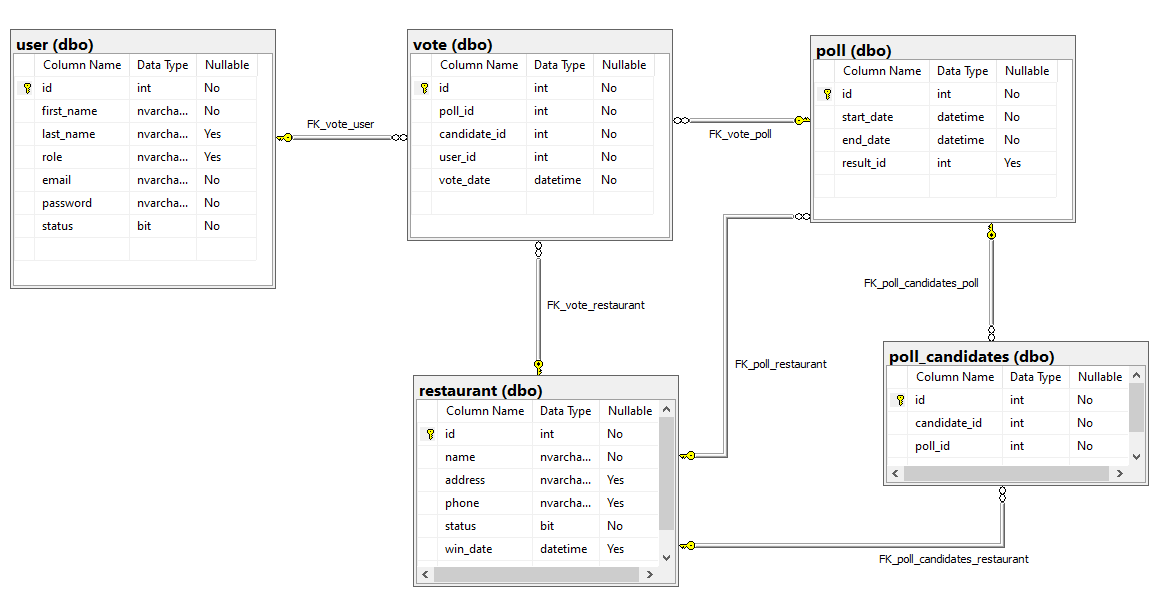 user (dbo)
Column Name Data Type Nullable
id int No
first_name nvarcha... No
last_name nvarcha... Yes
role nvarcha... Yes
email nvarcha... No
password nvarcha... No
status bit No
FK_vote_user
vote (dbo)
Column Name Data Type Nullable
id int No
poll_id int No
candidate_id int No
user_id int No
vote_date datetime No
FK_vote_poll
poll (dbo)
Column Name Data Type Nullable
id int No
start_date datetime No
end_date datetime No
result_id int Yes
FK_vote_restaurant
FK_poll_restaurant
FK_poll_candidates_poll
restaurant (dbo)
Column Name Data Type Nullable
id int No
name nvarcha... No
address nvarcha... Yes
phone nvarcha... Yes
status bit No
win_date datetime Yes
poll_candidates (dbo)
Column Name Data Type Nullable
id int No
candidate_id int No
poll_id int No
FK_poll_candidates_restaurant